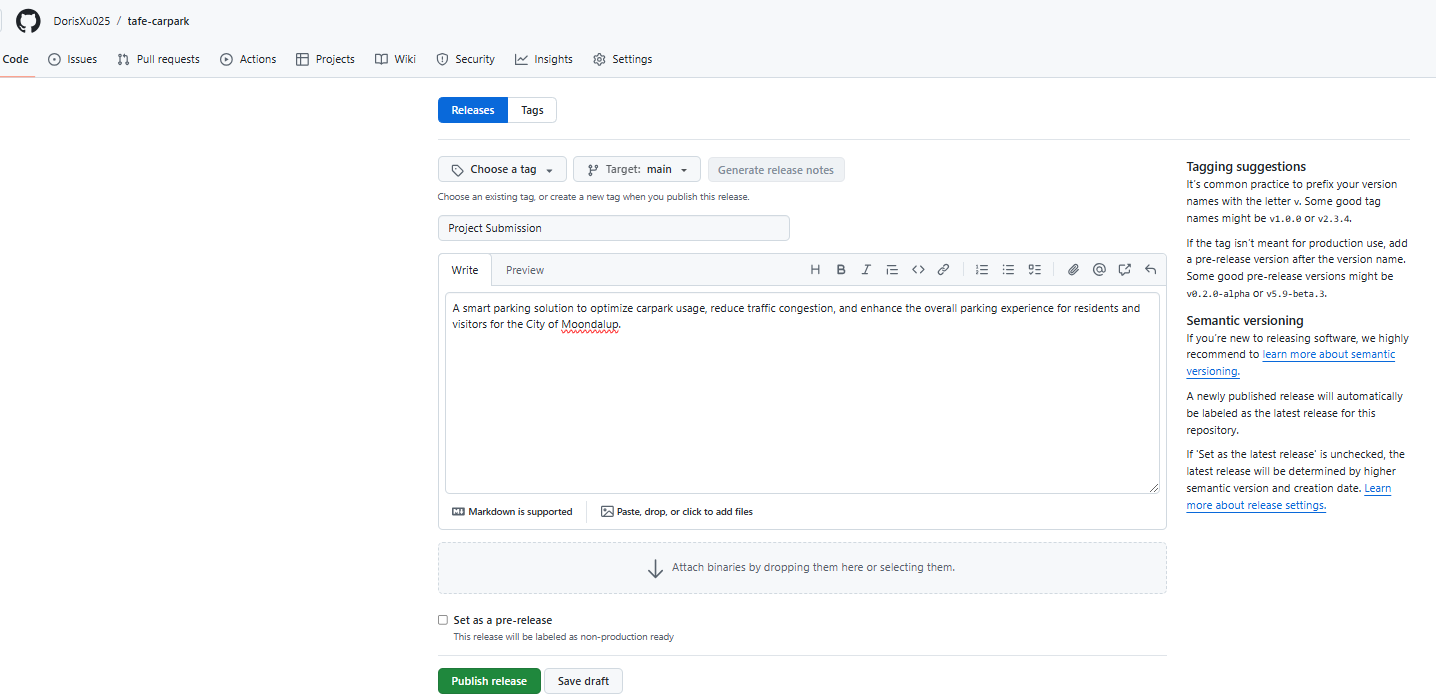 DorisXu025 / tafe-carpark
Code Issues Pull requests Actions Projects Wiki Security Insights Settings
Releases Tags
Choose a tag Target: main Generate release notes
Choose an existing tag, or create a new tag when you publish this release.
Project Submission
Write Preview
A smart parking solution to optimize carpark usage, reduce traffic congestion, and enhance the overall parking experience for residents and
visitors for the City of Moondalup.
Markdown is supported Paste, drop, or click to add files
Attach binaries by dropping them here or selecting them.
Set as a pre-release
This release will be labeled as non-production ready
Publish release Save draft
Tagging suggestions
It's common practice to prefix your version
names with the letter v. Some good tag
names might be v1.0.0 or v2.3.4.
If the tag isn't meant for production use, add
a pre-release version after the version name.
Some good pre-release versions might be
v0.2.0-alpha or v5.9-beta.3.
Semantic versioning
If you're new to releasing software, we highly
recommend to learn more about semantic
versioning.
A newly published release will automatically
be labeled as the latest release for this
repository.
If 'Set as the latest release' is unchecked, the
latest release will be determined by higher
semantic version and creation date. Learn
more about release settings.